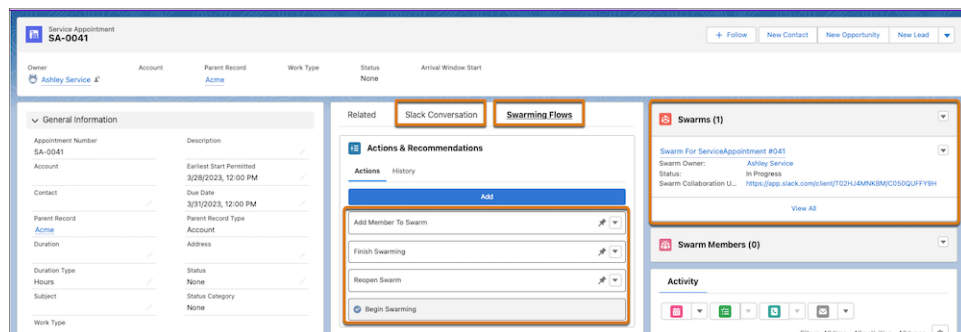 Service Appointment
SA-0041
+ Follow
New Contact
New Opportunity
New Lead
Owner
Ashley Service
Account
Parent Record
Acme
Work Type
Status
None
Arrival Window Start
General Information
Appointment Number
SA-0041
Description
Account
Earliest Start Permitted
3/28/2023, 12:00 PM
Contact
Due Date
3/31/2023, 12:00 PM
Parent Record
Acme
Parent Record Type
Account
Duration
Address
Duration Type
Hours
Status
None
Subject
Status Category
None
Work Type
Related
Slack Conversation
Swarming Flows
Actions & Recommendations
Actions
History
Add
Add Member To Swarm
Finish Swarming
Reopen Swarm
Begin Swarming
Swarms (1)
Swarm For ServiceAppointment #041
Swarm Owner: Ashley Service
Status: In Progress
Swarm Collaboration U... https://app.slack.com/client/T02HJ4MNKBM/C050QUFFY9H
View All
Swarm Members (0)
Activity